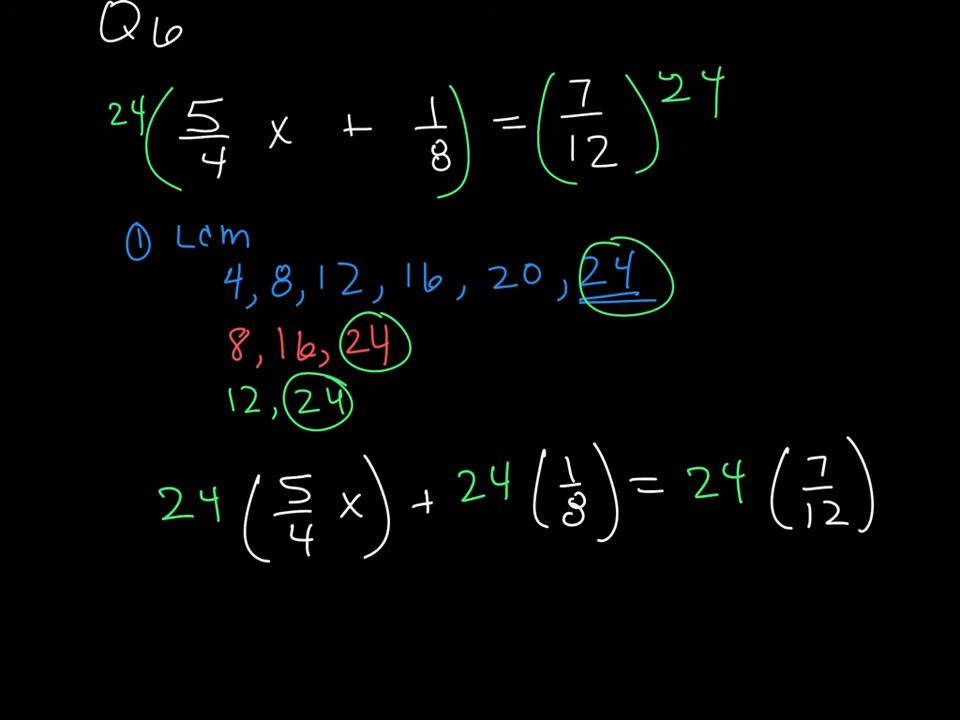 Q6
24(5/4 x + 1/8) = (7/12)24
① LCM
4, 8, 12, 16, 20, 24
8, 16, 24
12, 24
24(5/4 x) + 24(1/8) = 24(7/12)